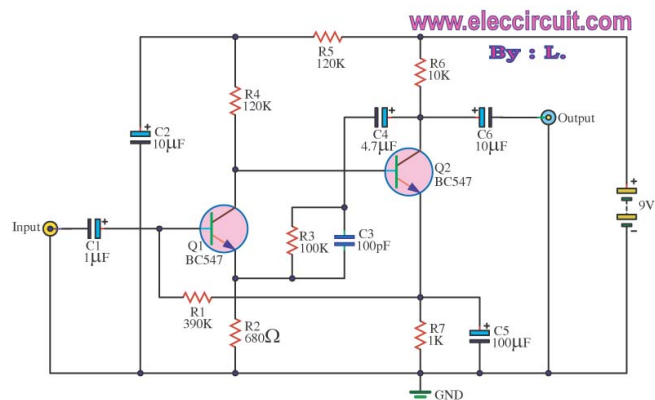 www.eleccircuit.com
By : L.
R5
120K
R6
10K
R4
120K
C2
10µF
C4
4.7µF
C6
10µF
Output
Q2
BC547
9V
Input
C1
1µF
Q1
BC547
R3
100K
C3
100pF
R1
390K
R2
680Ω
R7
1K
C5
100µF
GND